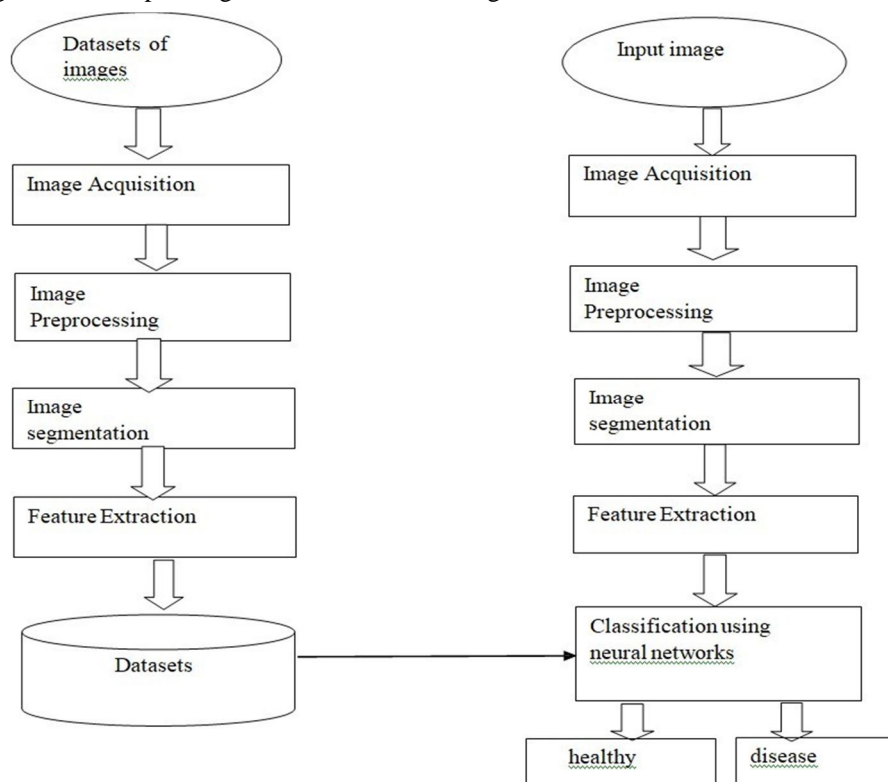 Datasets of
images
Image Acquisition
Image
Preprocessing
Image
segmentation
Feature Extraction
Datasets
Input image
Image Acquisition
Image
Preprocessing
Image
segmentation
Feature Extraction
Classification using
neural networks
healthy
disease